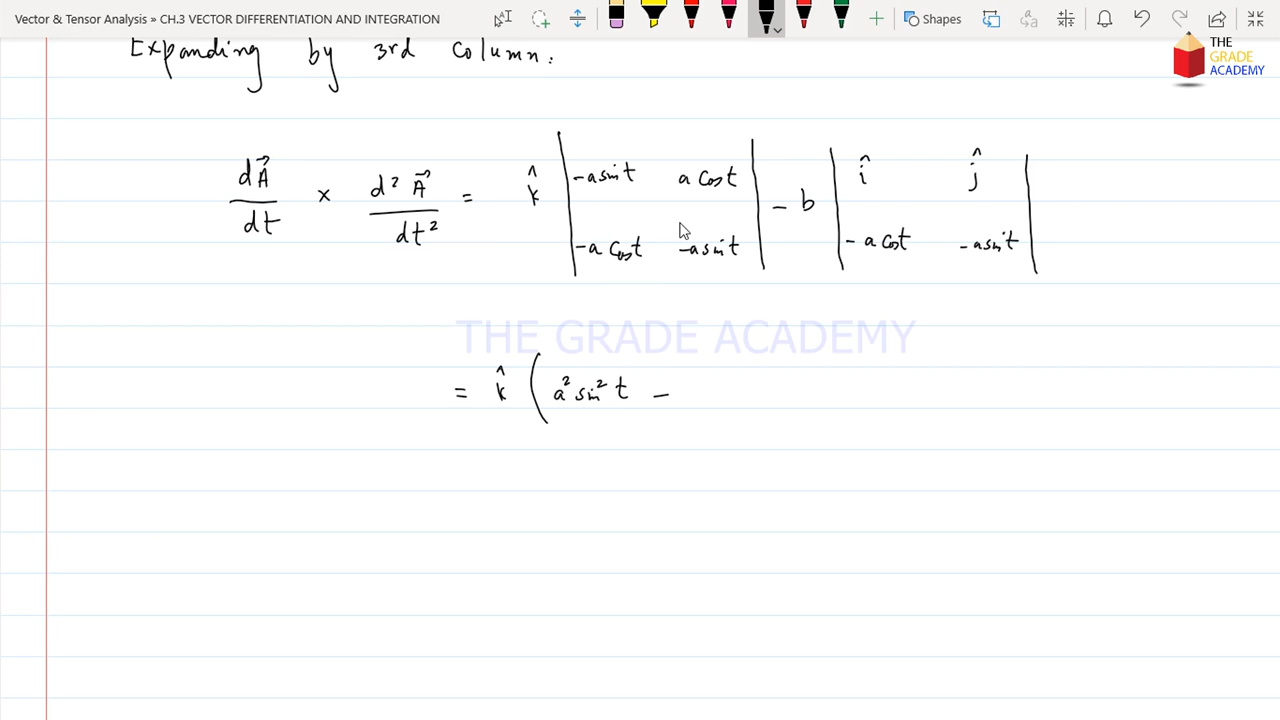 Vector & Tensor Analysis » CH.3 VECTOR DIFFERENTIATION AND INTEGRATION
Shapes
THE
GRADE
ACADEMY
Expanding by 3rd Column.
dA⃗/dt × d²A⃗/dt² = k̂ |-a sin t   a cos t; -a cos t   -a sin t| - b |î   ĵ; -a cos t   -a sin t|
THE GRADE ACADEMY
= k̂ ( a² sin² t -